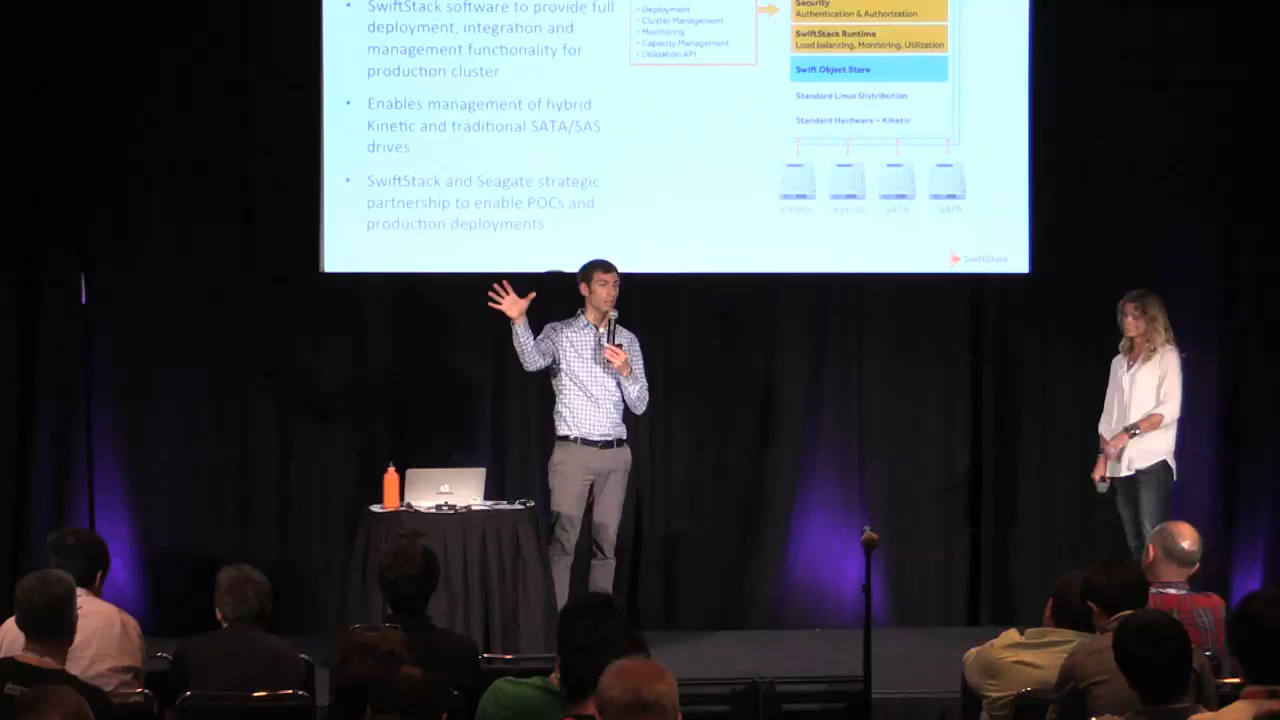 • SwiftStack software to provide full
deployment, integration and
management functionality for
production cluster
• Enables management of hybrid
Kinetic and traditional SATA/SAS
drives
• SwiftStack and Seagate strategic
partnership to enable POCs and
production deployments
• Deployment
• Cluster Management
• Monitoring
• Capacity Management
• Utilization API
Security
Authentication & Authorization
SwiftStack Runtime
Load balancing, Monitoring, Utilization
Swift Object Store
Standard Linux Distribution
Standard Hardware + Kinetic
Kinetic Kinetic SATA SATA
SwiftStack